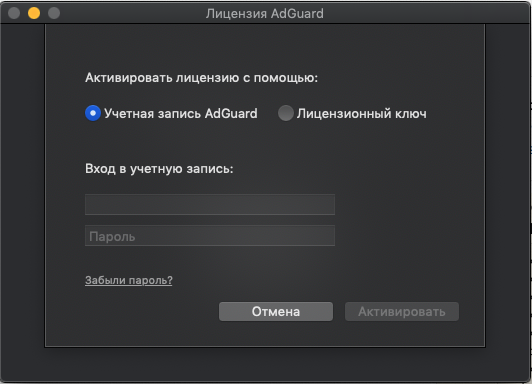 Лицензия AdGuard
Активировать лицензию с помощью:
Учетная запись AdGuard Лицензионный ключ
Вход в учетную запись:
Пароль
Забыли пароль?
Отмена Активировать